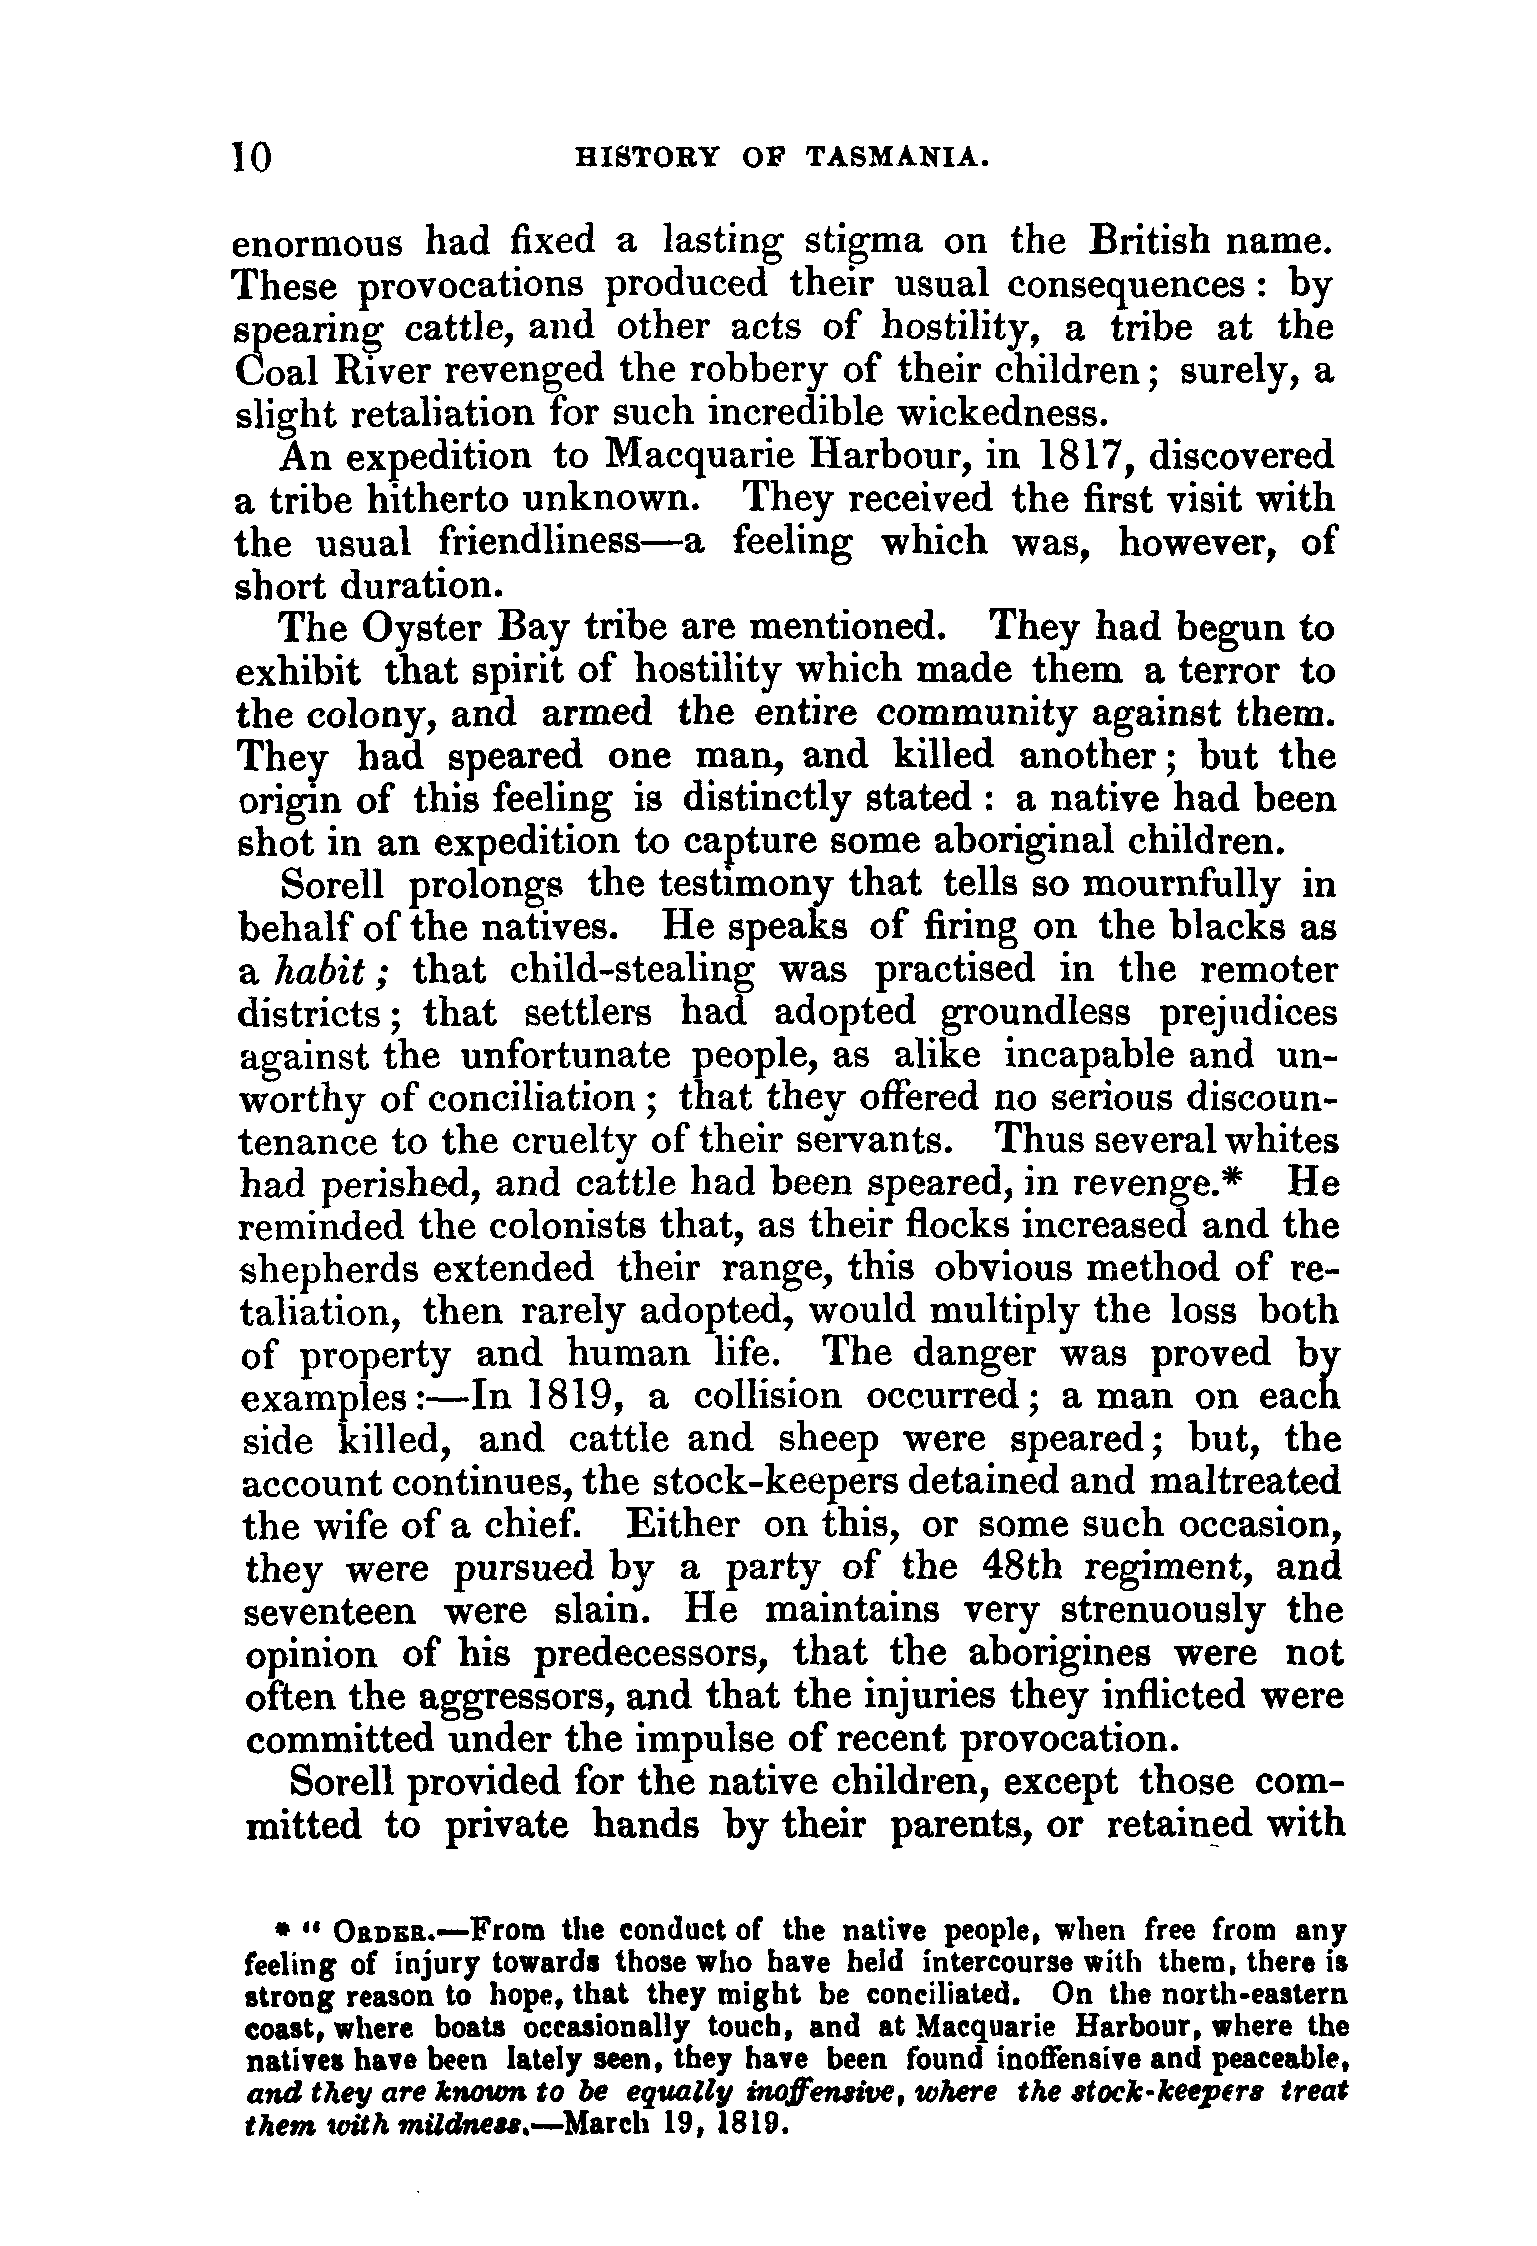 10 HISTORY OF TASMANIA.
enormous had fixed a lasting stigma on the British name.
These provocations produced their usual consequences : by
spearing cattle, and other acts of hostility, a tribe at the
Coal River revenged the robbery of their children ; surely, a
slight retaliation for such incredible wickedness.
An expedition to Macquarie Harbour, in 1817, discovered
a tribe hitherto unknown. They received the first visit with
the usual friendliness—a feeling which was, however, of
short duration.
The Oyster Bay tribe are mentioned. They had begun to
exhibit that spirit of hostility which made them a terror to
the colony, and armed the entire community against them.
They had speared one man, and killed another ; but the
origin of this feeling is distinctly stated : a native had been
shot in an expedition to capture some aboriginal children.
Sorell prolongs the testimony that tells so mournfully in
behalf of the natives. He speaks of firing on the blacks as
a habit ; that child-stealing was practised in the remoter
districts ; that settlers had adopted groundless prejudices
against the unfortunate people, as alike incapable and un-
worthy of conciliation ; that they offered no serious discoun-
tenance to the cruelty of their servants. Thus several whites
had perished, and cattle had been speared, in revenge.* He
reminded the colonists that, as their flocks increased and the
shepherds extended their range, this obvious method of re-
taliation, then rarely adopted, would multiply the loss both
of property and human life. The danger was proved by
examples :—In 1819, a collision occurred ; a man on each
side killed, and cattle and sheep were speared ; but, the
account continues, the stock-keepers detained and maltreated
the wife of a chief. Either on this, or some such occasion,
they were pursued by a party of the 48th regiment, and
seventeen were slain. He maintains very strenuously the
opinion of his predecessors, that the aborigines were not
often the aggressors, and that the injuries they inflicted were
committed under the impulse of recent provocation.
Sorell provided for the native children, except those com-
mitted to private hands by their parents, or retained with
* " ORDER.—From the conduct of the native people, when free from any
feeling of injury towards those who have held intercourse with them, there is
strong reason to hope, that they might be conciliated. On the north-eastern
coast, where boats occasionally touch, and at Macquarie Harbour, where the
natives have been lately seen, they have been found inoffensive and peaceable,
and they are known to be equally inoffensive, where the stock-keepers treat
them with mildness.—March 19, 1819.